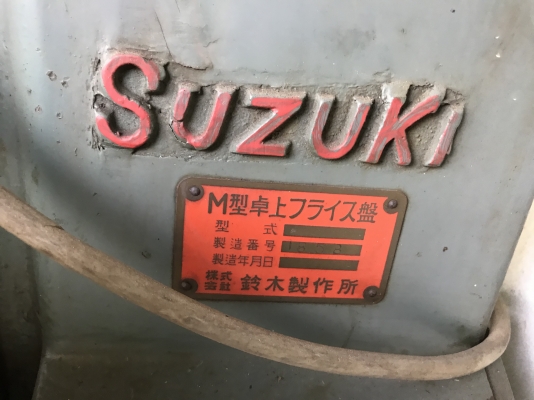 SUZUKI
M型卓上フライス盤
型式
製造番号
製造年月日
株式会社 鈴木製作所